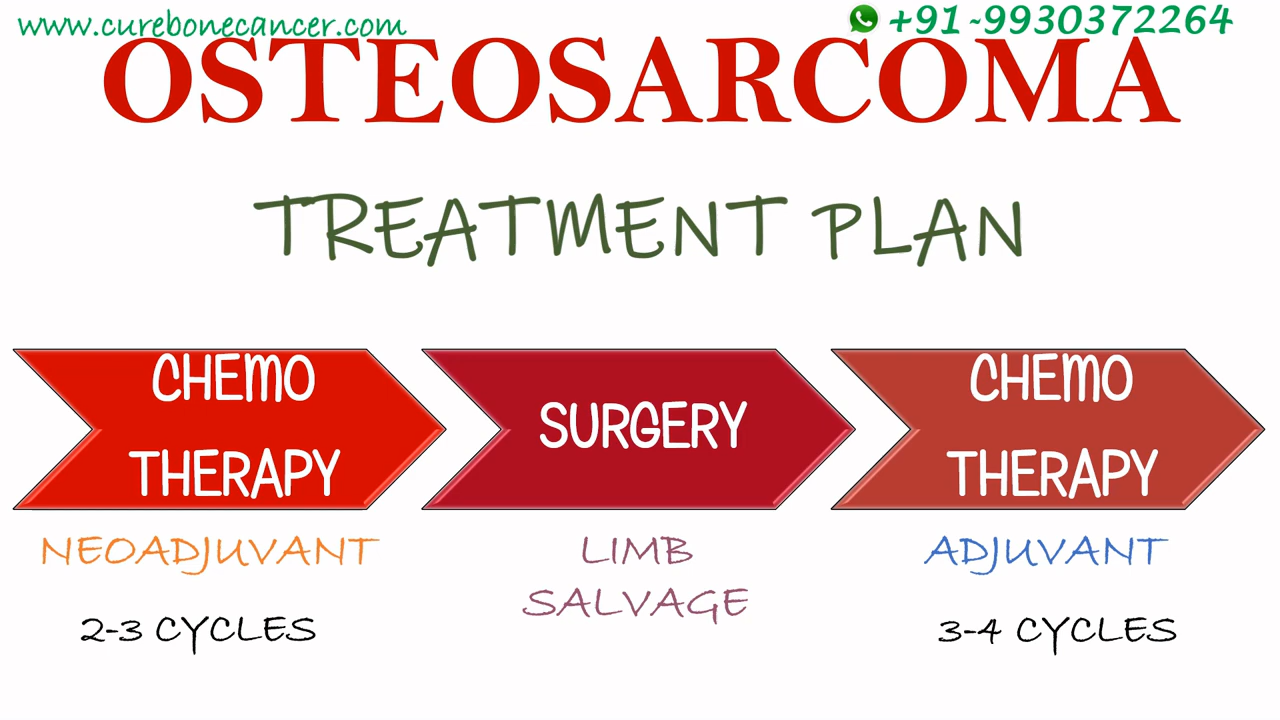 www.curebonecancer.com
+91-9930372264
OSTEOSARCOMA
TREATMENT PLAN
CHEMO
THERAPY
NEOADJUVANT
2-3 CYCLES
SURGERY
LIMB
SALVAGE
CHEMO
THERAPY
ADJUVANT
3-4 CYCLES